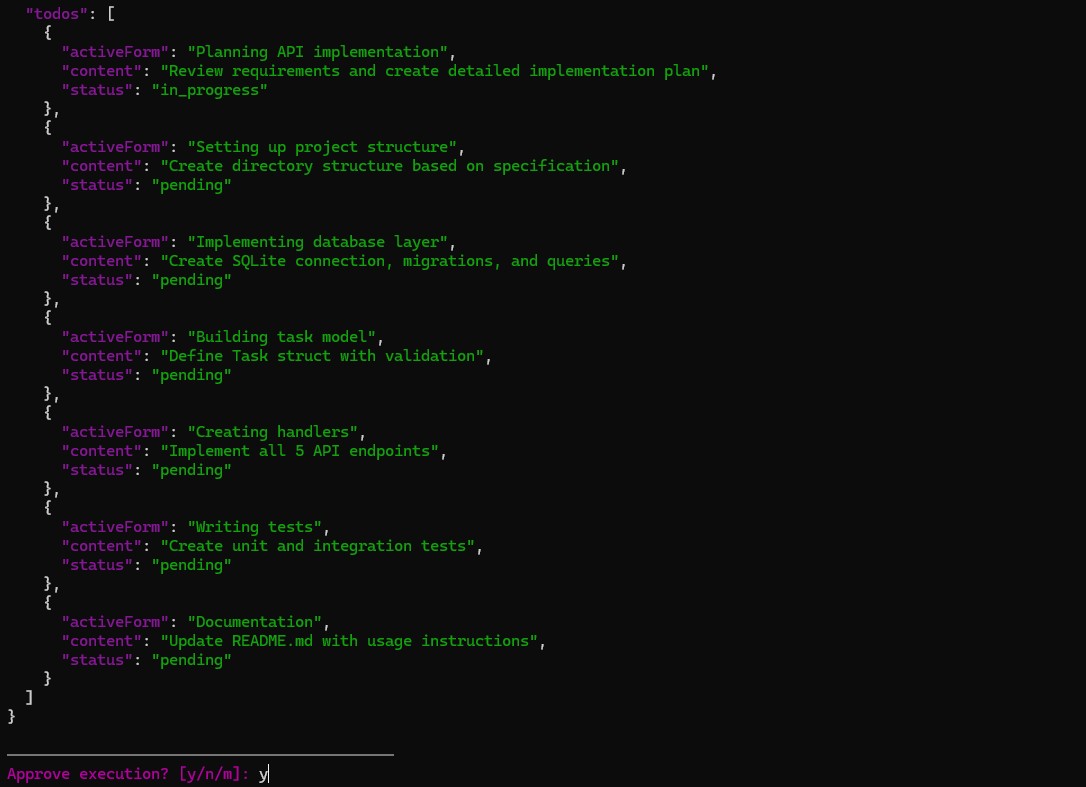 "todos": [
{
"activeForm": "Planning API implementation",
"content": "Review requirements and create detailed implementation plan",
"status": "in_progress"
},
{
"activeForm": "Setting up project structure",
"content": "Create directory structure based on specification",
"status": "pending"
},
{
"activeForm": "Implementing database layer",
"content": "Create SQLite connection, migrations, and queries",
"status": "pending"
},
{
"activeForm": "Building task model",
"content": "Define Task struct with validation",
"status": "pending"
},
{
"activeForm": "Creating handlers",
"content": "Implement all 5 API endpoints",
"status": "pending"
},
{
"activeForm": "Writing tests",
"content": "Create unit and integration tests",
"status": "pending"
},
{
"activeForm": "Documentation",
"content": "Update README.md with usage instructions",
"status": "pending"
}
]
}
Approve execution? [y/n/m]: y